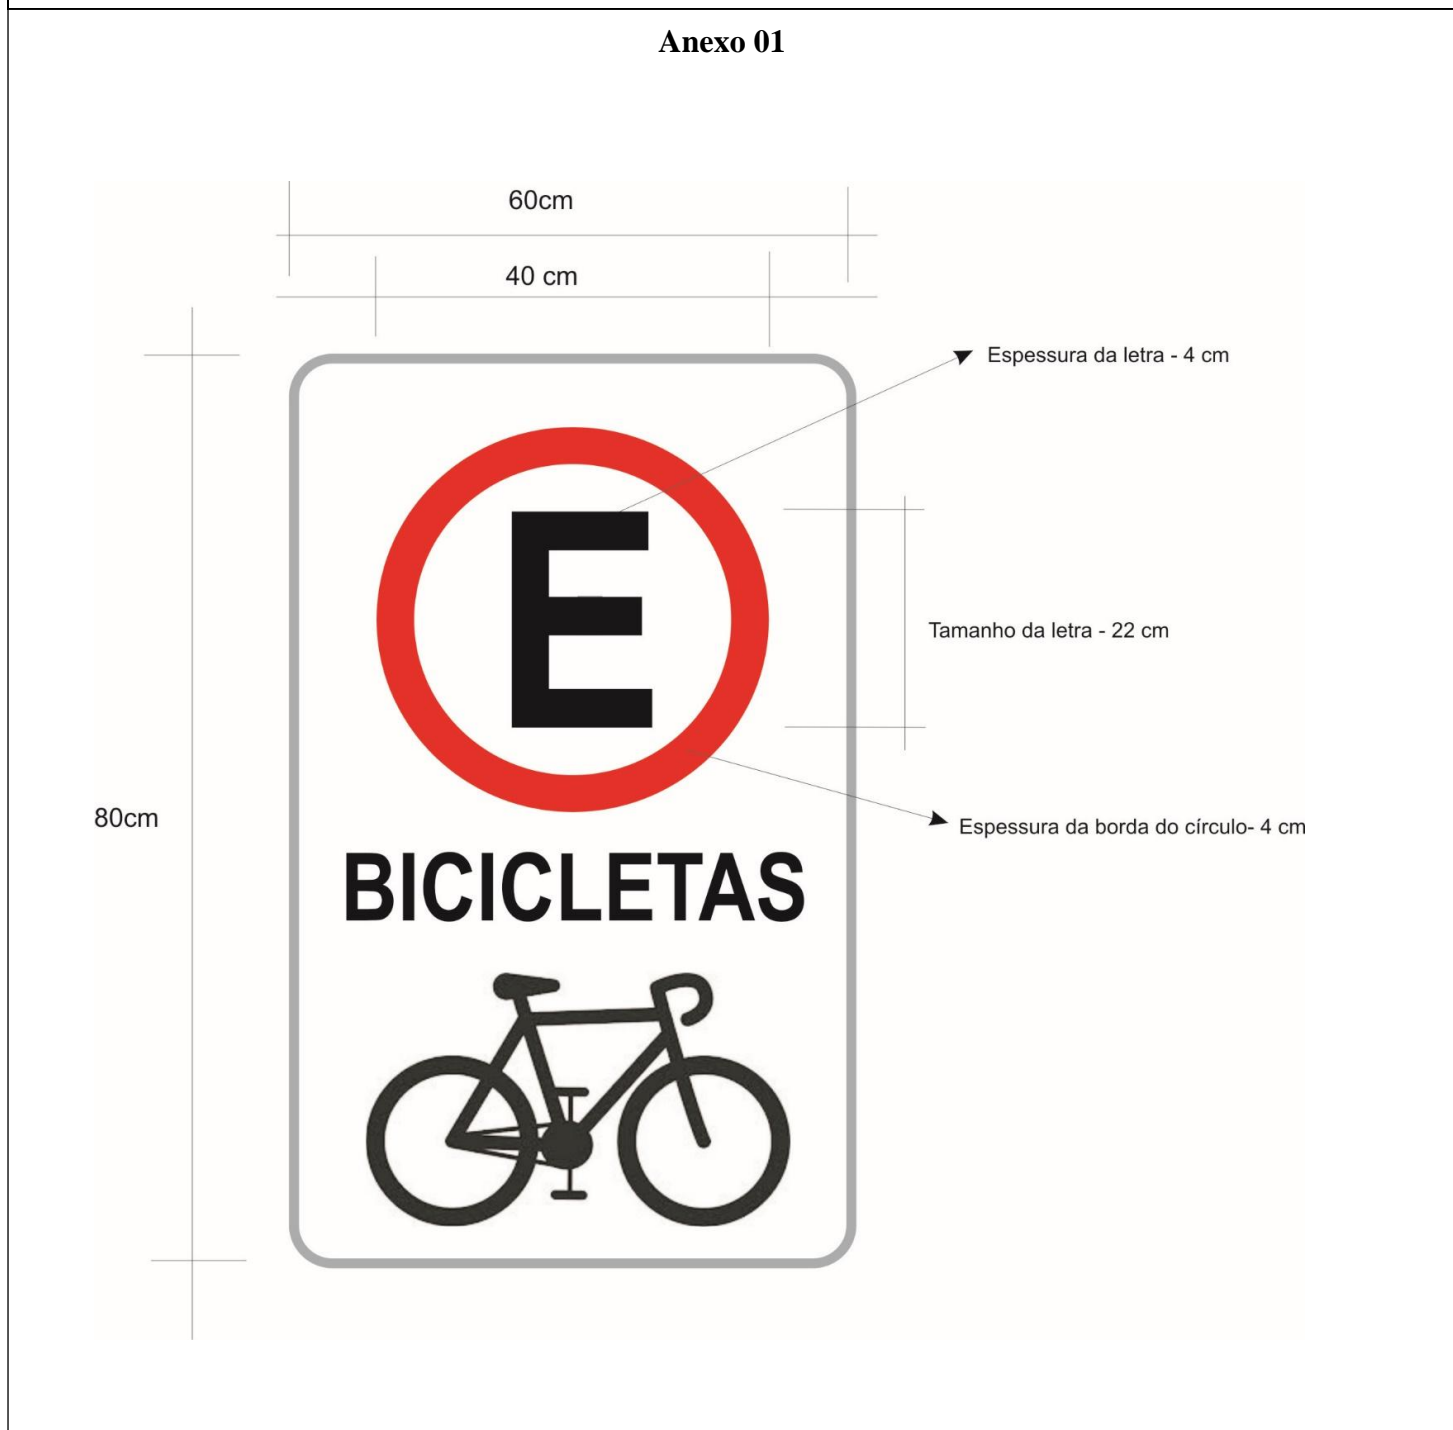 Anexo 01
60cm
40 cm
Espessura da letra - 4 cm
E
Tamanho da letra - 22 cm
80cm
Espessura da borda do círculo- 4 cm
BICICLETAS